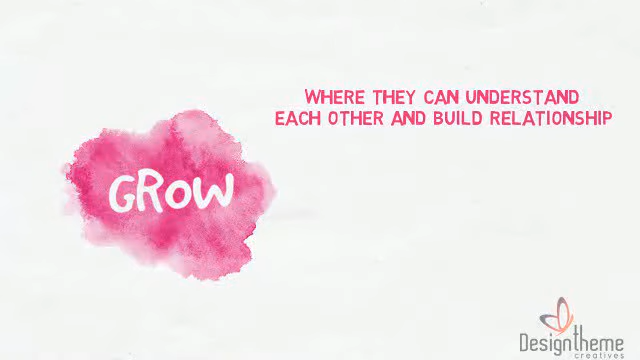 WHERE THEY CAN UNDERSTAND
EACH OTHER AND BUILD RELATIONSHIP
GROW
Designtheme
creatives